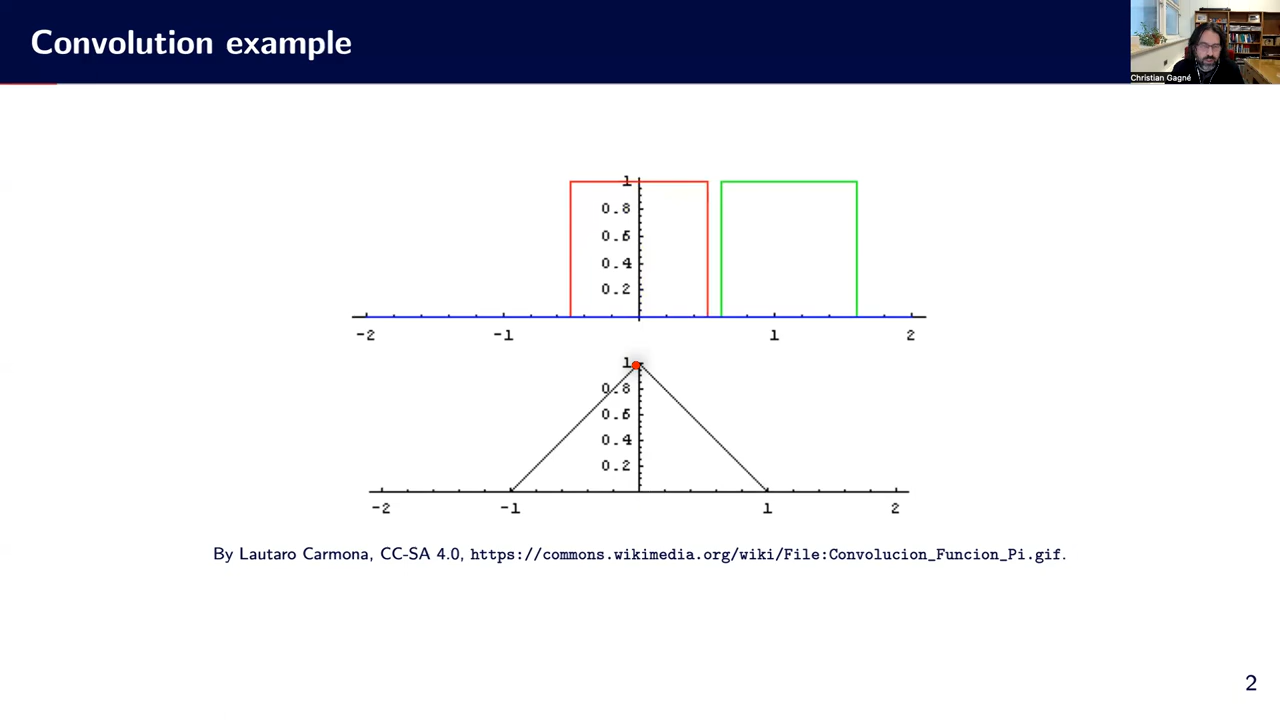 Convolution example
Christian Gagné
1
0.8
0.6
0.4
0.2
-2 -1 1 2
1
0.8
0.6
0.4
0.2
-2 -1 1 2
By Lautaro Carmona, CC-SA 4.0, https://commons.wikimedia.org/wiki/File:Convolucion_Funcion_Pi.gif.
2